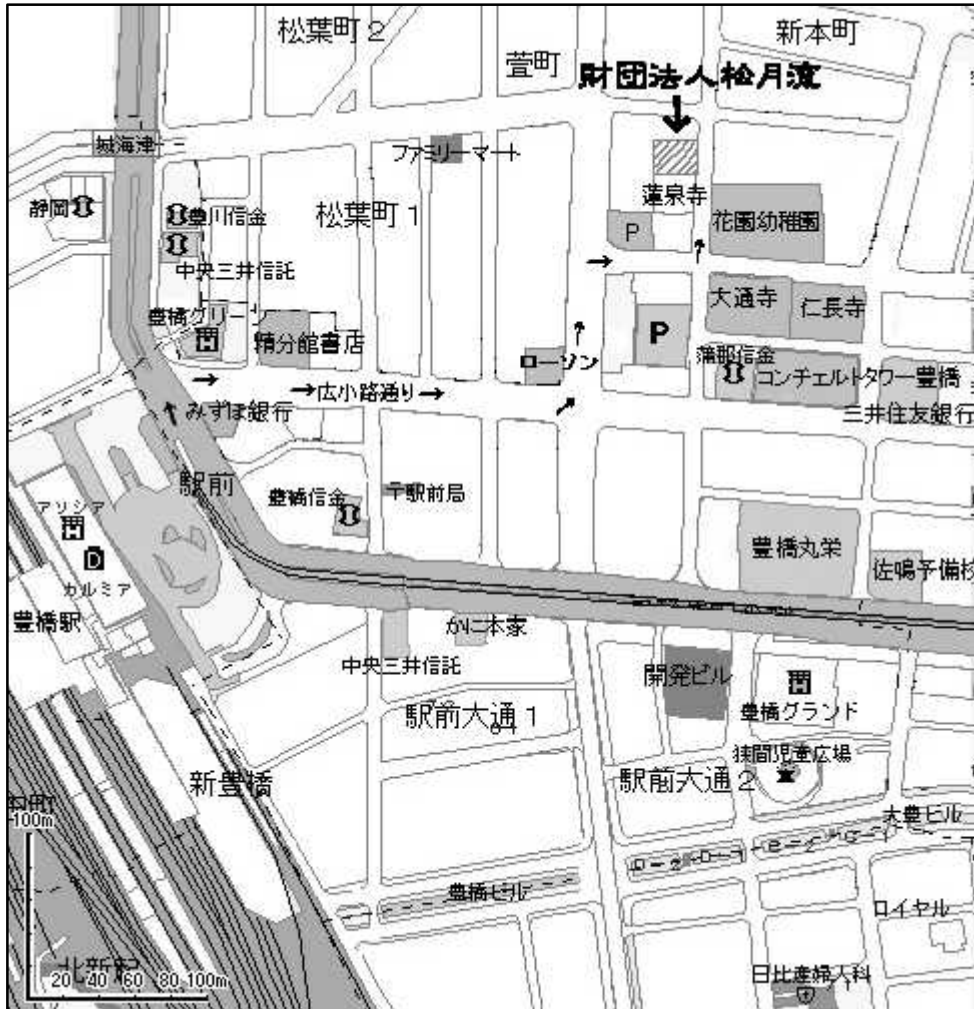 松葉町2
新本町
萱町
財団法人松月流
城海津
ファミリーマート
蓮泉寺
静岡
豊川信金
松葉町1
P
花園幼稚園
中央三井信託
大通寺
仁長寺
豊橋グリーン
精分館書店
P
ローソン
蒲郡信金
コンチェルトタワー豊橋
広小路通り
みずほ銀行
三井住友銀行
駅前
豊橋信金
〒駅前局
アソシア
豊橋丸栄
佐鳴予備校
カルミア
豊橋駅
かに本家
中央三井信託
開発ビル
豊橋グランド
駅前大通1
狭間児童広場
新豊橋
駅前大通2
大豊ビル
100m
D-2
D-1
豊橋ビル
ロイヤル
20 40 60 80 100m
日比産婦人科